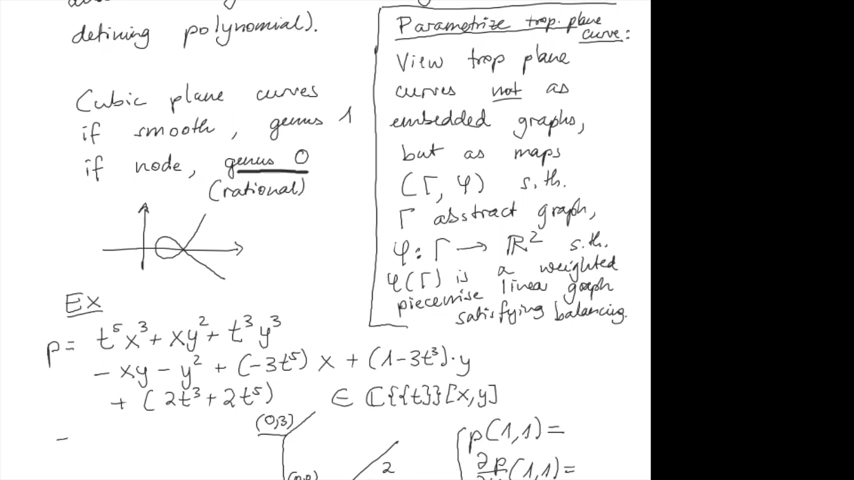 defining polynomial).
Cubic plane curves
if smooth, genus 1
if node, genus 0
(rational)
Parametrize trop. plane
curve:
View trop plane
curves not as
embedded graphs,
but as maps
(Γ, φ) s.th.
Γ abstract graph,
φ: Γ → ℝ² s.th.
φ(Γ) is a weighted
piecewise linear graph
satisfying balancing.
Ex
p = t⁵x³ + xy² + t³y³
- xy - y² + (-3t⁵) x + (1-3t³)·y
+ (2t³ + 2t⁵) ∈ ℂ{{t}}[x,y]
(0,3)
2
p(1,1) =